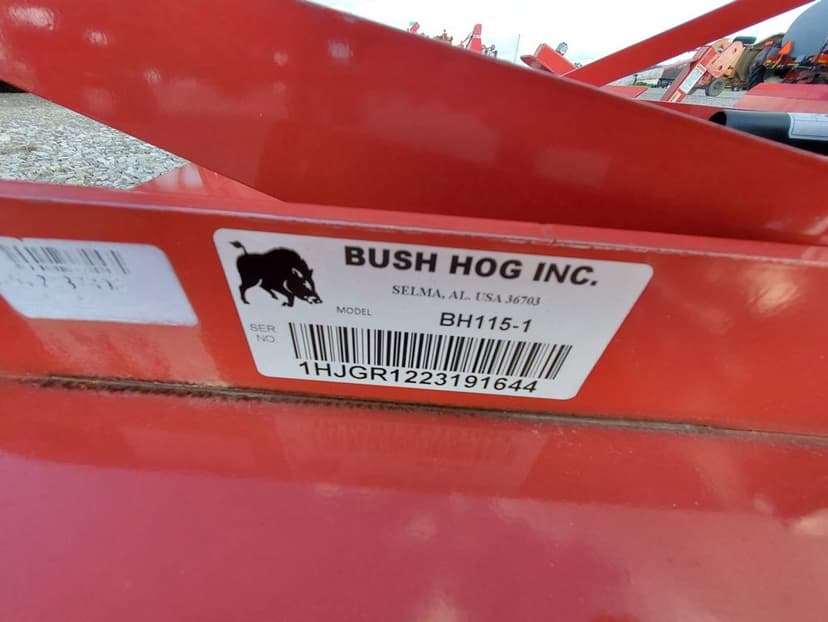 BUSH HOG INC.
SELMA, AL. USA 36703
MODEL BH115-1
SER.
NO.
1HJGR1223191644